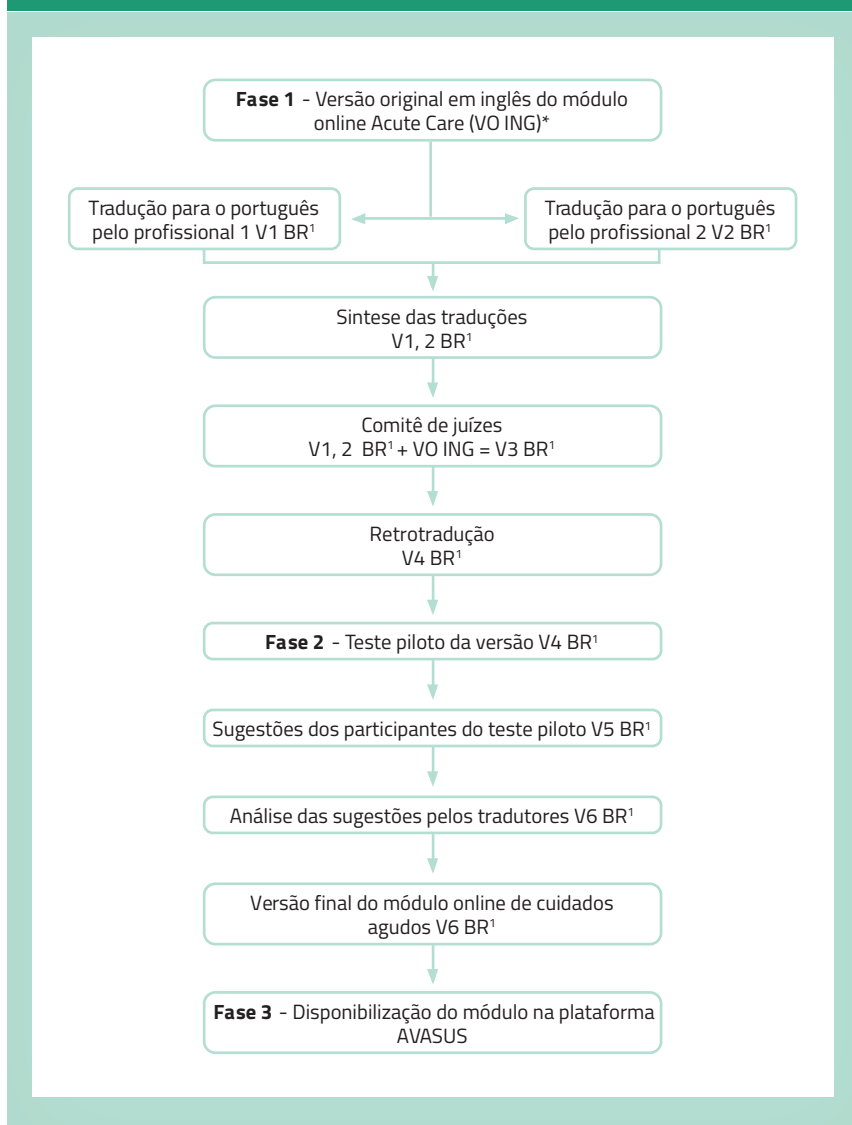 Fase 1 - Versão original em inglês do módulo
online Acute Care (VO ING)*
Tradução para o português
pelo profissional 1 V1 BR¹
Tradução para o português
pelo profissional 2 V2 BR¹
Sintese das traduções
V1, 2 BR¹
Comitê de juízes
V1, 2 BR¹ + VO ING = V3 BR¹
Retrotradução
V4 BR¹
Fase 2 - Teste piloto da versão V4 BR¹
Sugestões dos participantes do teste piloto V5 BR¹
Análise das sugestões pelos tradutores V6 BR¹
Versão final do módulo online de cuidados
agudos V6 BR¹
Fase 3 - Disponibilização do módulo na plataforma
AVASUS